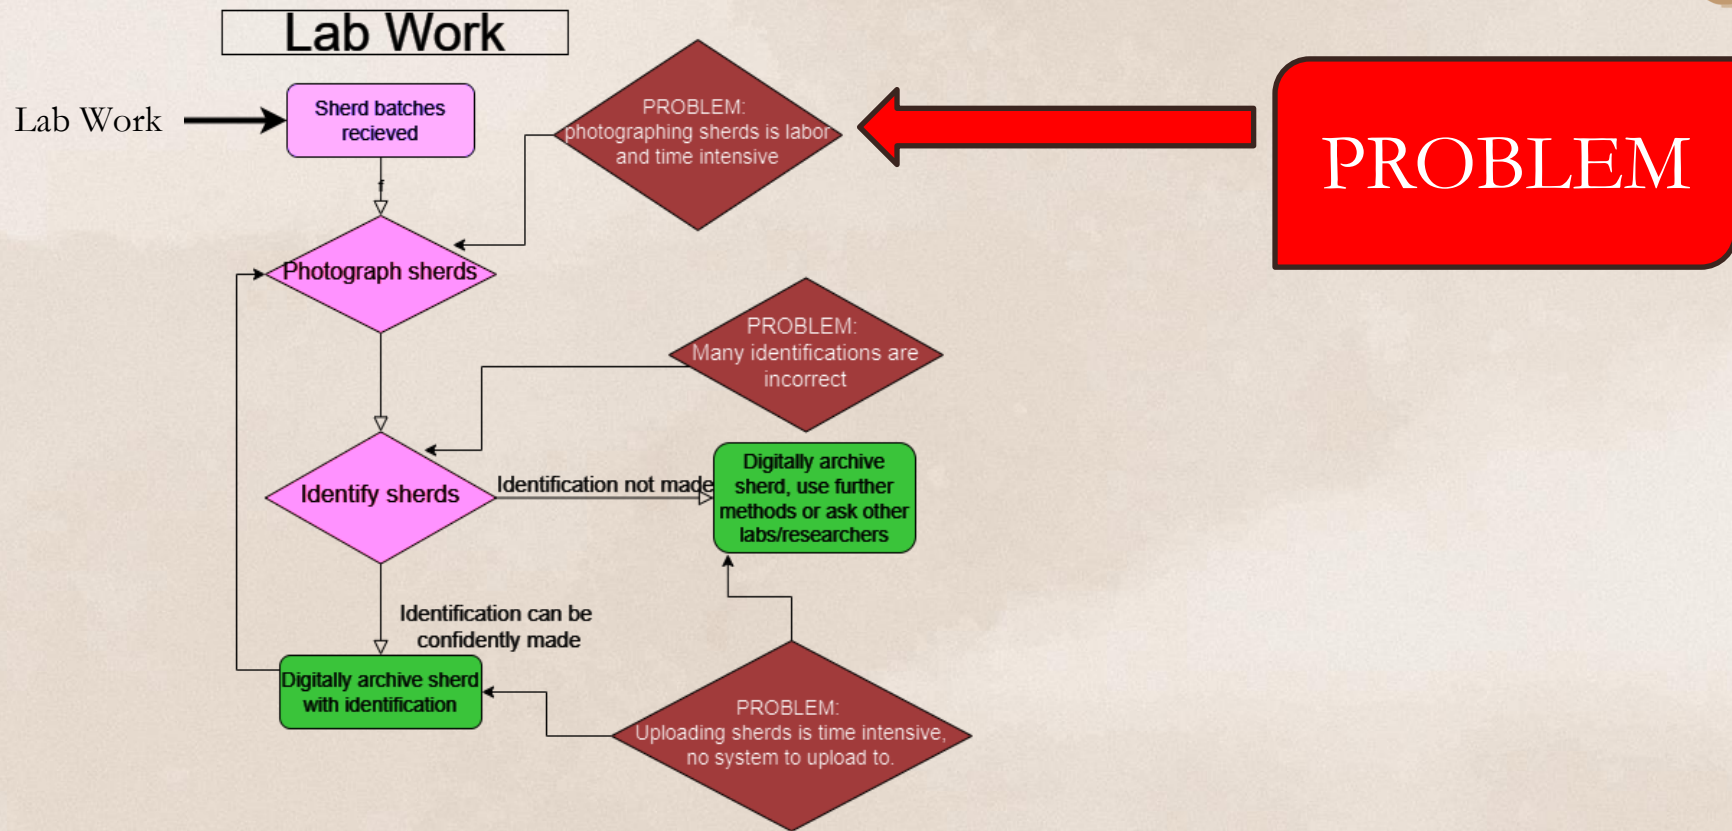 Lab Work
Lab Work
Sherd batches
recieved
f
PROBLEM:
photographing sherds is labor
and time intensive
PROBLEM
Photograph sherds
PROBLEM:
Many identifications are
incorrect
Identify sherds
Identification not made
Digitally archive
sherd, use further
methods or ask other
labs/researchers
Identification can be
confidently made
Digitally archive sherd
with identification
PROBLEM:
Uploading sherds is time intensive,
no system to upload to.